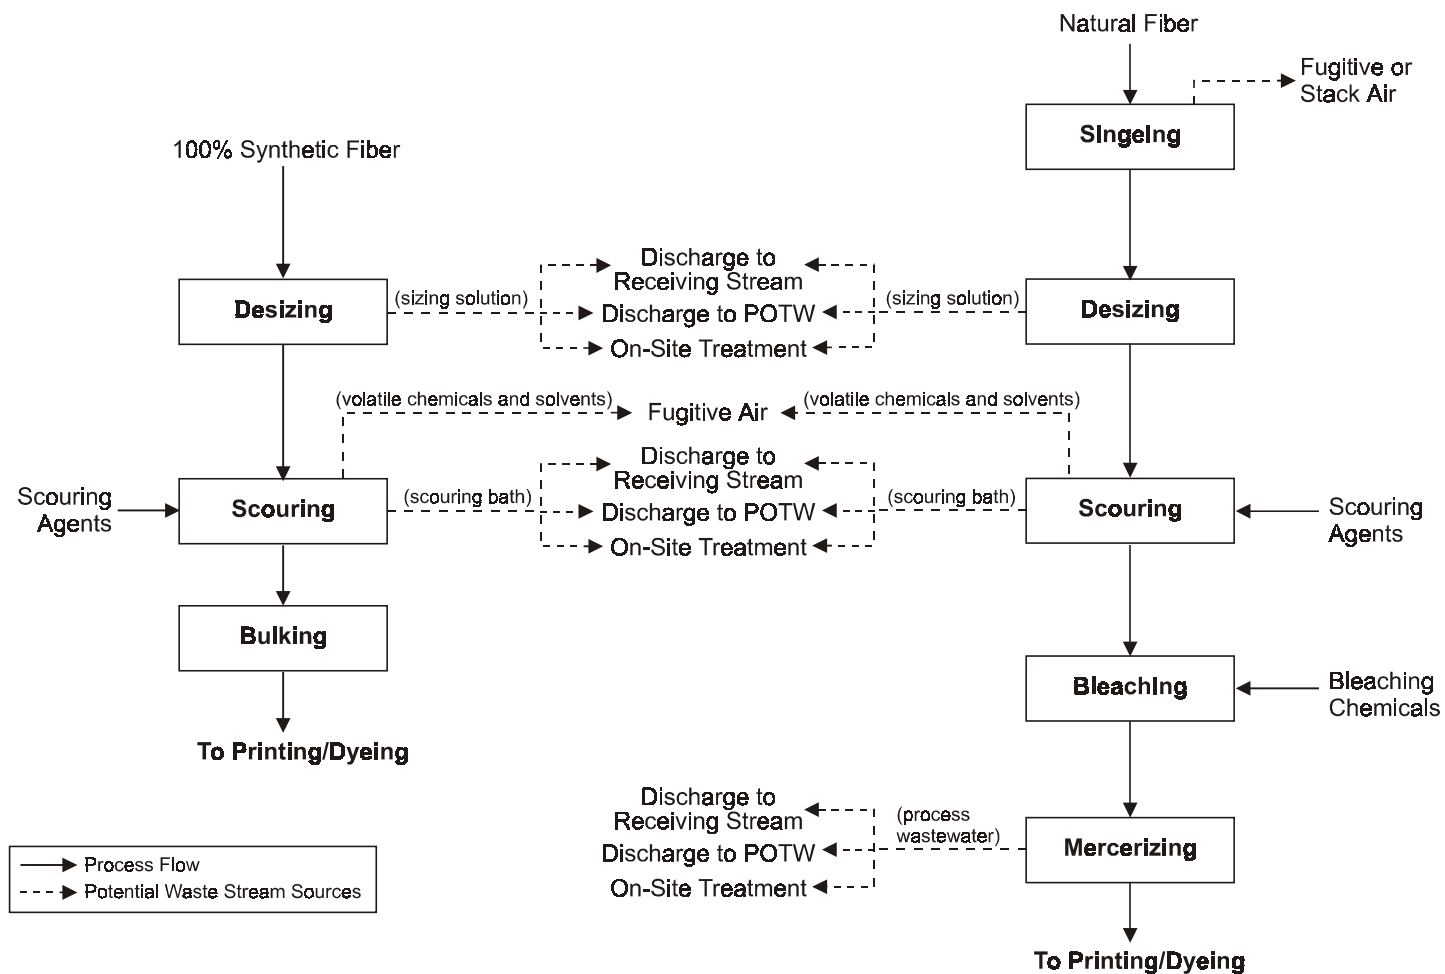 Natural Fiber
Fugitive or
Stack Air
SIngeIng
100% Synthetic Fiber
Desizing
(sizing solution)
Discharge to
Receiving Stream
Discharge to POTW
On-Site Treatment
(sizing solution)
Desizing
(volatile chemicals and solvents)
Fugitive Air
(volatile chemicals and solvents)
Scouring
Agents
Scouring
(scouring bath)
Discharge to
Receiving Stream
Discharge to POTW
On-Site Treatment
(scouring bath)
Scouring
Scouring
Agents
Bulking
To Printing/Dyeing
BleachIng
Bleaching
Chemicals
Discharge to
Receiving Stream
Discharge to POTW
On-Site Treatment
(process
wastewater)
Mercerizing
To Printing/Dyeing
Process Flow
Potential Waste Stream Sources